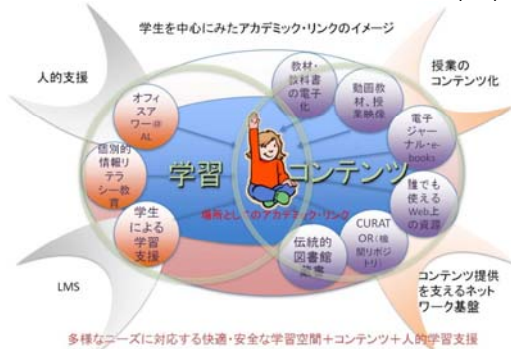 学生を中心にみたアカデミック・リンクのイメージ
人的支援
授業の
コンテンツ化
オフィ
スア
ワー@
AL
教材・
教科書
の電子
化
動画教
材、授
業映像
個別的
情報リ
テラ
シー教
育
電子
ジャー
ナル・e-
books
学習
コンテンツ
誰でも
使える
Web上
の資源
場所としてのアカデミック・リンク
学生に
よる
学習
支援
伝統的
図書館
蔵書
CURAT
OR(機
関リポジ
トリ)
LMS
コンテンツ提供
を支えるネット
ワーク基盤
多様なニーズに対応する快適・安全な学習空間＋コンテンツ＋人的学習支援